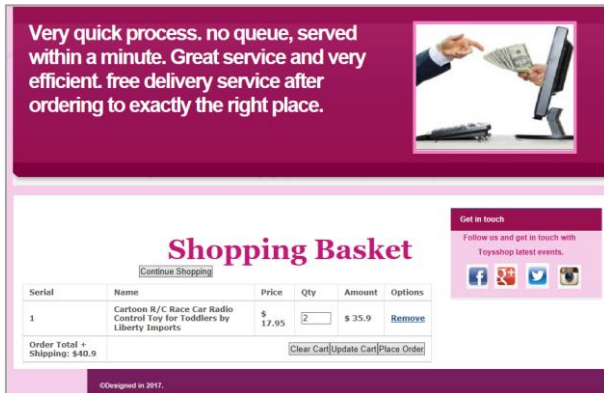 Very quick process. no queue, served
within a minute. Great service and very
efficient. free delivery service after
ordering to exactly the right place.
Get in touch
Follow us and get in touch with
Toysshop latest events.
Shopping Basket
Continue Shopping
Serial Name Price Qty Amount Options
1 Cartoon R/C Race Car Radio Control Toy for Toddlers by Liberty Imports $ 17.95 2 $ 35.9 Remove
Order Total + Shipping: $40.9 Clear Cart Update Cart Place Order
©Designed in 2017.